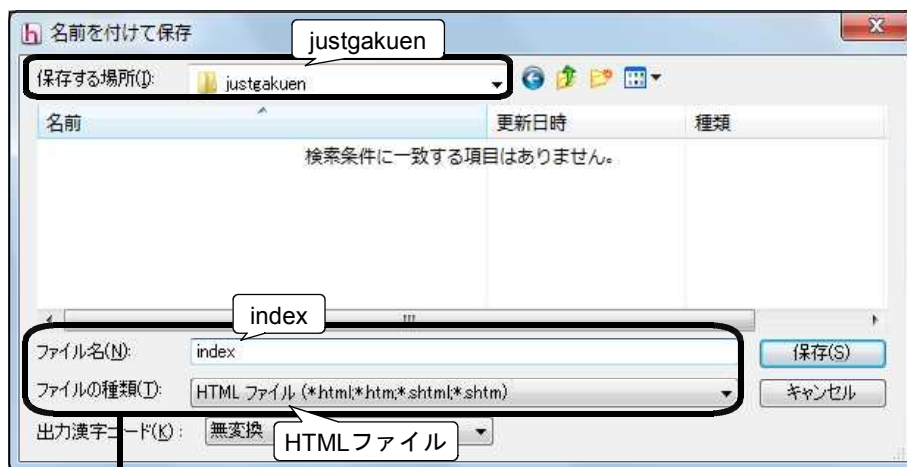 名前を付けて保存
justgakuen
保存する場所(I):
justgakuen
名前
更新日時
種類
検索条件に一致する項目はありません。
index
ファイル名(N):
index
保存(S)
ファイルの種類(T):
HTML ファイル (*.html;*.htm;*.shtml;*.shtm)
キャンセル
出力漢字コード(K):
無変換
HTMLファイル